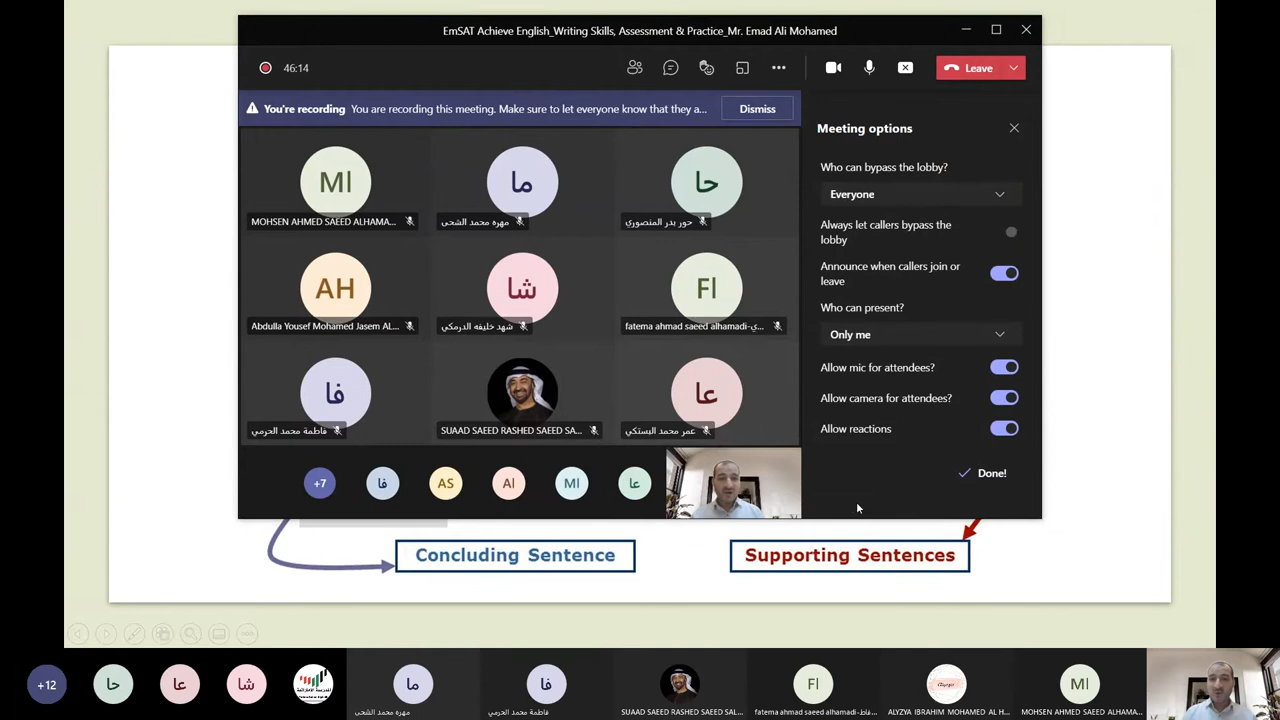 EmSAT Achieve English_Writing Skills, Assessment & Practice_Mr. Emad Ali Mohamed
46:14
Leave
You're recording You are recording this meeting. Make sure to let everyone know that they a...
Dismiss
Meeting options
Who can bypass the lobby?
Everyone
Always let callers bypass the
lobby
Announce when callers join or
leave
Who can present?
Only me
Allow mic for attendees?
Allow camera for attendees?
Allow reactions
Done!
MI
ما
حا
MOHSEN AHMED SAEED ALHAMA...
مهره محمد الشحى
حور بدر المنصوري
AH
شا
FI
Abdulla Yousef Mohamed Jasem AL...
شهد خليفه الدرمكي
fatema ahmad saeed alhamadi-ي...
فا
عا
فاطمة محمد الحرمي
SUAAD SAEED RASHED SAEED SA...
عمر محمد البستكي
+7
فا
AS
AI
MI
عا
Concluding Sentence
Supporting Sentences
+12
حا
عا
شا
ما
فا
FI
MI
مهره محمد الشحى
فاطمة محمد الحرمي
SUAAD SAEED RASHED SAEED SAL...
fatema ahmad saeed alhamadi-فاط...
ALYZYA IBRAHIM MOHAMED AL H...
MOHSEN AHMED SAEED ALHAMA...